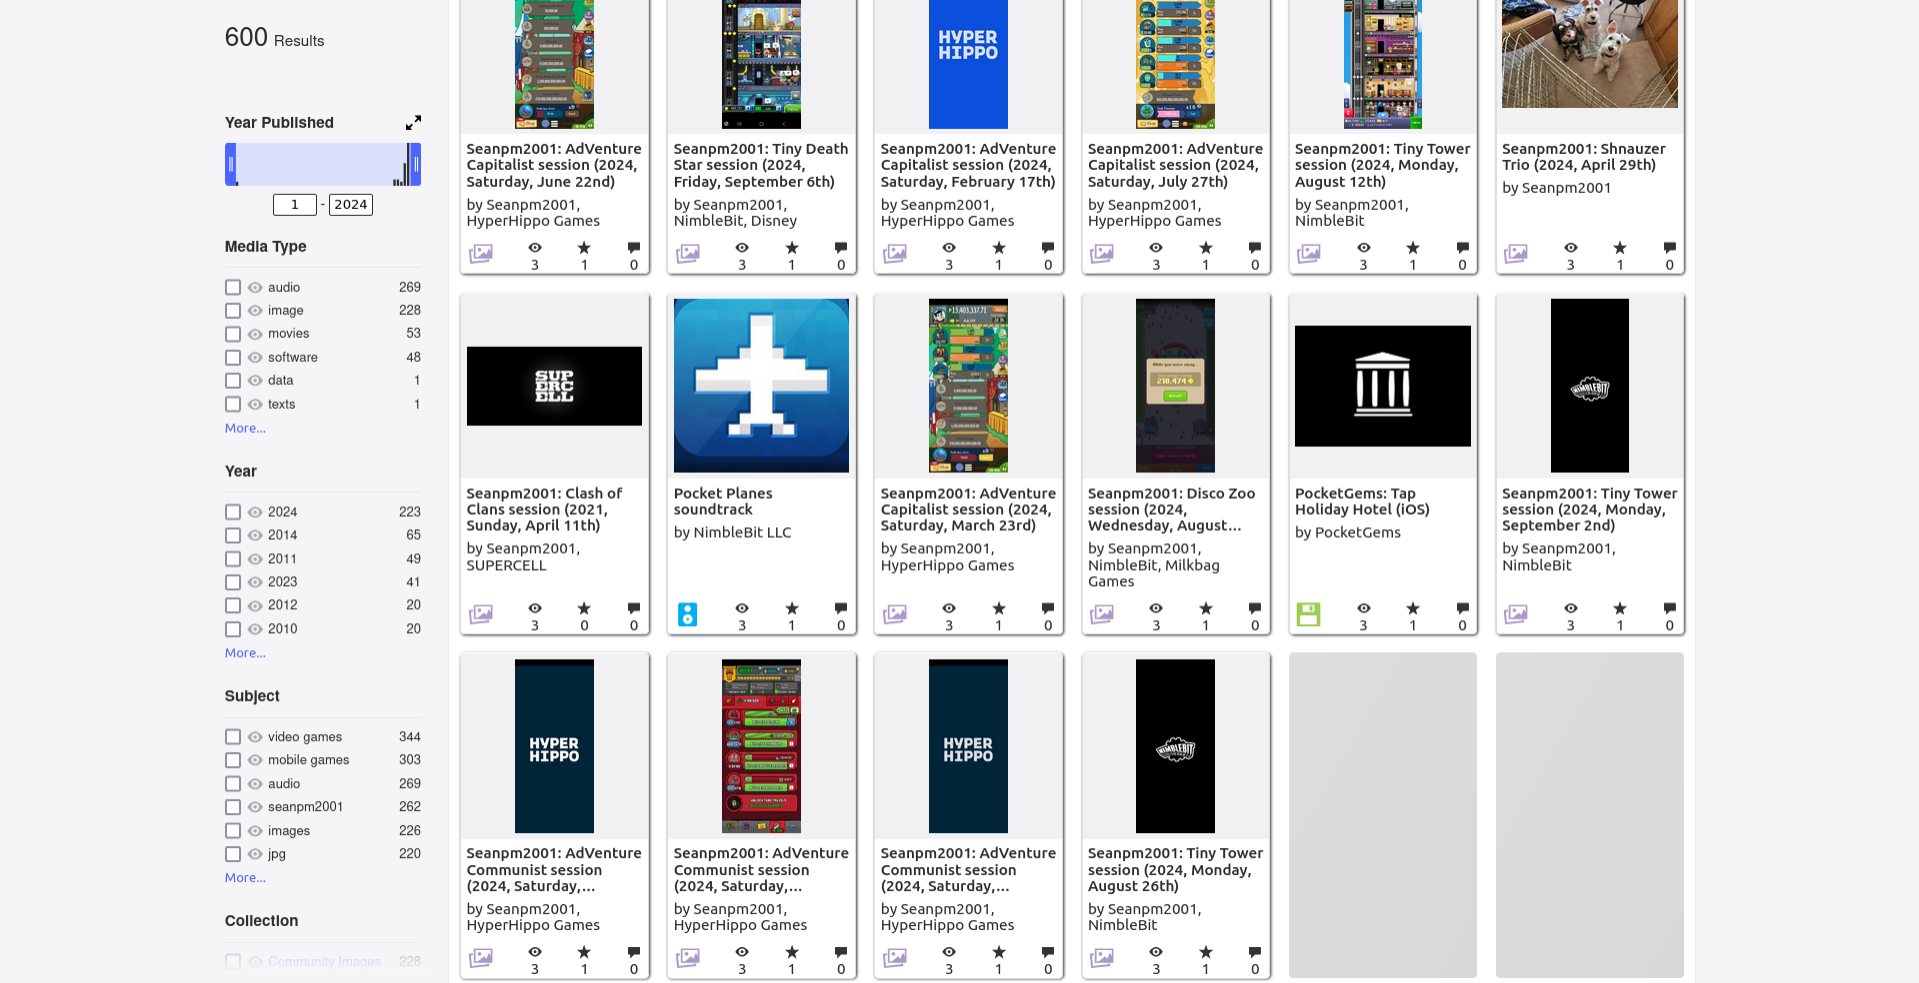 600 Results
Year Published
1 - 2024
Media Type
audio 269
image 228
movies 53
software 48
data 1
texts 1
More...
Year
2024 223
2014 65
2011 49
2023 41
2012 20
2010 20
More...
Subject
video games 344
mobile games 303
audio 269
seanpm2001 262
images 226
jpg 220
More...
Collection
Community Images 228
Seanpm2001: AdVenture
Capitalist session (2024,
Saturday, June 22nd)
by Seanpm2001,
HyperHippo Games
3 1 0
Seanpm2001: Tiny Death
Star session (2024,
Friday, September 6th)
by Seanpm2001,
NimbleBit, Disney
3 1 0
HYPER
HIPPO
Seanpm2001: AdVenture
Capitalist session (2024,
Saturday, February 17th)
by Seanpm2001,
HyperHippo Games
3 1 0
Seanpm2001: AdVenture
Capitalist session (2024,
Saturday, July 27th)
by Seanpm2001,
HyperHippo Games
3 1 0
Seanpm2001: Tiny Tower
session (2024, Monday,
August 12th)
by Seanpm2001,
NimbleBit
3 1 0
Seanpm2001: Shnauzer
Trio (2024, April 29th)
by Seanpm2001
3 1 0
SUP
ERC
ELL
Seanpm2001: Clash of
Clans session (2021,
Sunday, April 11th)
by Seanpm2001,
SUPERCELL
3 0 0
Pocket Planes
soundtrack
by NimbleBit LLC
3 1 0
Seanpm2001: AdVenture
Capitalist session (2024,
Saturday, March 23rd)
by Seanpm2001,
HyperHippo Games
3 1 0
210,474
Seanpm2001: Disco Zoo
session (2024,
Wednesday, August...
by Seanpm2001,
NimbleBit, Milkbag
Games
3 1 0
PocketGems: Tap
Holiday Hotel (iOS)
by PocketGems
3 1 0
NIMBLEBIT
Seanpm2001: Tiny Tower
session (2024, Monday,
September 2nd)
by Seanpm2001,
NimbleBit
3 1 0
HYPER
HIPPO
Seanpm2001: AdVenture
Communist session
(2024, Saturday,...
by Seanpm2001,
HyperHippo Games
3 1 0
Seanpm2001: AdVenture
Communist session
(2024, Saturday,...
by Seanpm2001,
HyperHippo Games
3 1 0
HYPER
HIPPO
Seanpm2001: AdVenture
Communist session
(2024, Saturday,...
by Seanpm2001,
HyperHippo Games
3 1 0
NIMBLEBIT
Seanpm2001: Tiny Tower
session (2024, Monday,
August 26th)
by Seanpm2001,
NimbleBit
3 1 0